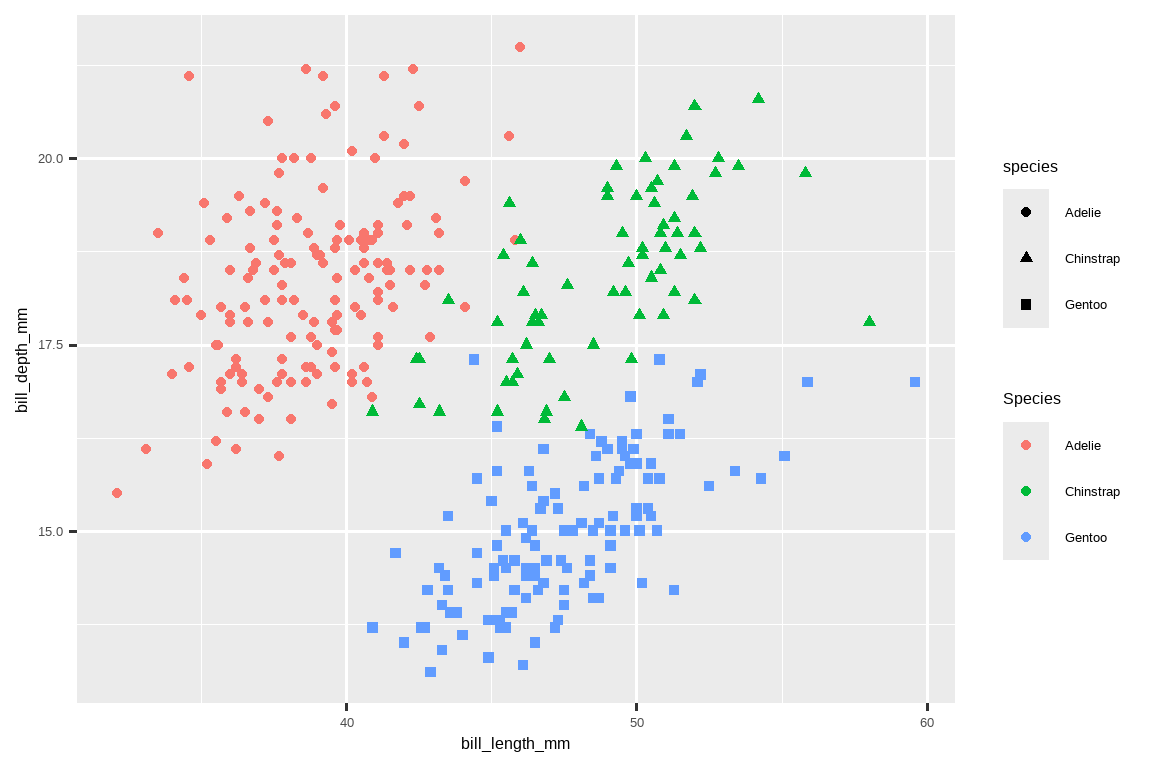 20.0
17.5
15.0
bill_depth_mm
40
50
60
bill_length_mm
species
Adelie
Chinstrap
Gentoo
Species
Adelie
Chinstrap
Gentoo